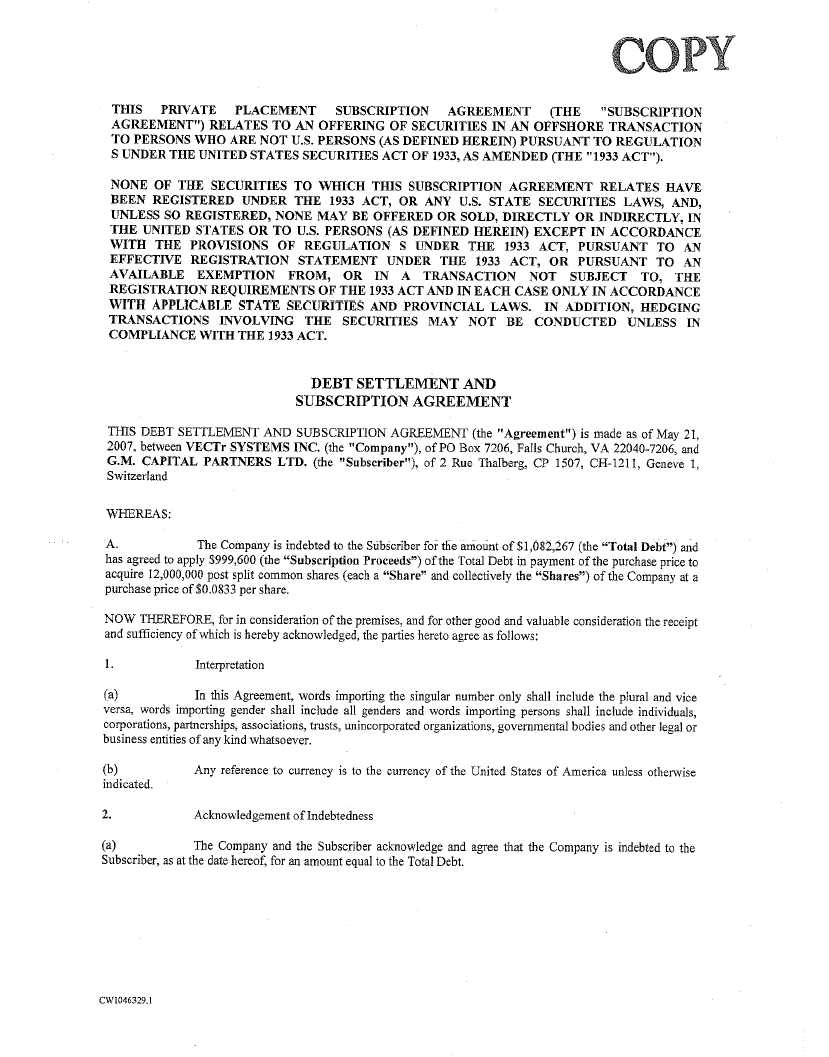 COPY
THIS PRIVATE PLACEMENT SUBSCRIPTION AGREEMENT (THE "SUBSCRIPTION
AGREEMENT") RELATES TO AN OFFERING OF SECURITIES IN AN OFFSHORE TRANSACTION
TO PERSONS WHO ARE NOT U.S. PERSONS (AS DEFINED HEREIN) PURSUANT TO REGULATION
S UNDER THE UNITED STATES SECURITIES ACT OF 1933, AS AMENDED (THE "1933 ACT").
NONE OF THE SECURITIES TO WHICH THIS SUBSCRIPTION AGREEMENT RELATES HAVE
BEEN REGISTERED UNDER THE 1933 ACT, OR ANY U.S. STATE SECURITIES LAWS, AND,
UNLESS SO REGISTERED, NONE MAY BE OFFERED OR SOLD, DIRECTLY OR INDIRECTLY, IN
THE UNITED STATES OR TO U.S. PERSONS (AS DEFINED HEREIN) EXCEPT IN ACCORDANCE
WITH THE PROVISIONS OF REGULATION S UNDER THE 1933 ACT, PURSUANT TO AN
EFFECTIVE REGISTRATION STATEMENT UNDER THE 1933 ACT, OR PURSUANT TO AN
AVAILABLE EXEMPTION FROM, OR IN A TRANSACTION NOT SUBJECT TO, THE
REGISTRATION REQUIREMENTS OF THE 1933 ACT AND IN EACH CASE ONLY IN ACCORDANCE
WITH APPLICABLE STATE SECURITIES AND PROVINCIAL LAWS. IN ADDITION, HEDGING
TRANSACTIONS INVOLVING THE SECURITIES MAY NOT BE CONDUCTED UNLESS IN
COMPLIANCE WITH THE 1933 ACT.
DEBT SETTLEMENT AND
SUBSCRIPTION AGREEMENT
THIS DEBT SETTLEMENT AND SUBSCRIPTION AGREEMENT (the "Agreement") is made as of May 21,
2007, between VECTr SYSTEMS INC. (the "Company"), of PO Box 7206, Falls Church, VA 22040-7206, and
G.M. CAPITAL PARTNERS LTD. (the "Subscriber"), of 2 Rue Thalberg, CP 1507, CH-1211, Geneve 1,
Switzerland
WHEREAS:
A. The Company is indebted to the Subscriber for the amount of $1,082,267 (the “Total Debt”) and
has agreed to apply $999,600 (the “Subscription Proceeds”) of the Total Debt in payment of the purchase price to
acquire 12,000,000 post split common shares (each a “Share” and collectively the “Shares”) of the Company at a
purchase price of $0.0833 per share.
NOW THEREFORE, for in consideration of the premises, and for other good and valuable consideration the receipt
and sufficiency of which is hereby acknowledged, the parties hereto agree as follows:
1. Interpretation
(a) In this Agreement, words importing the singular number only shall include the plural and vice
versa, words importing gender shall include all genders and words importing persons shall include individuals,
corporations, partnerships, associations, trusts, unincorporated organizations, governmental bodies and other legal or
business entities of any kind whatsoever.
(b) Any reference to currency is to the currency of the United States of America unless otherwise
indicated.
2. Acknowledgement of Indebtedness
(a) The Company and the Subscriber acknowledge and agree that the Company is indebted to the
Subscriber, as at the date hereof, for an amount equal to the Total Debt.
CW1046329.1